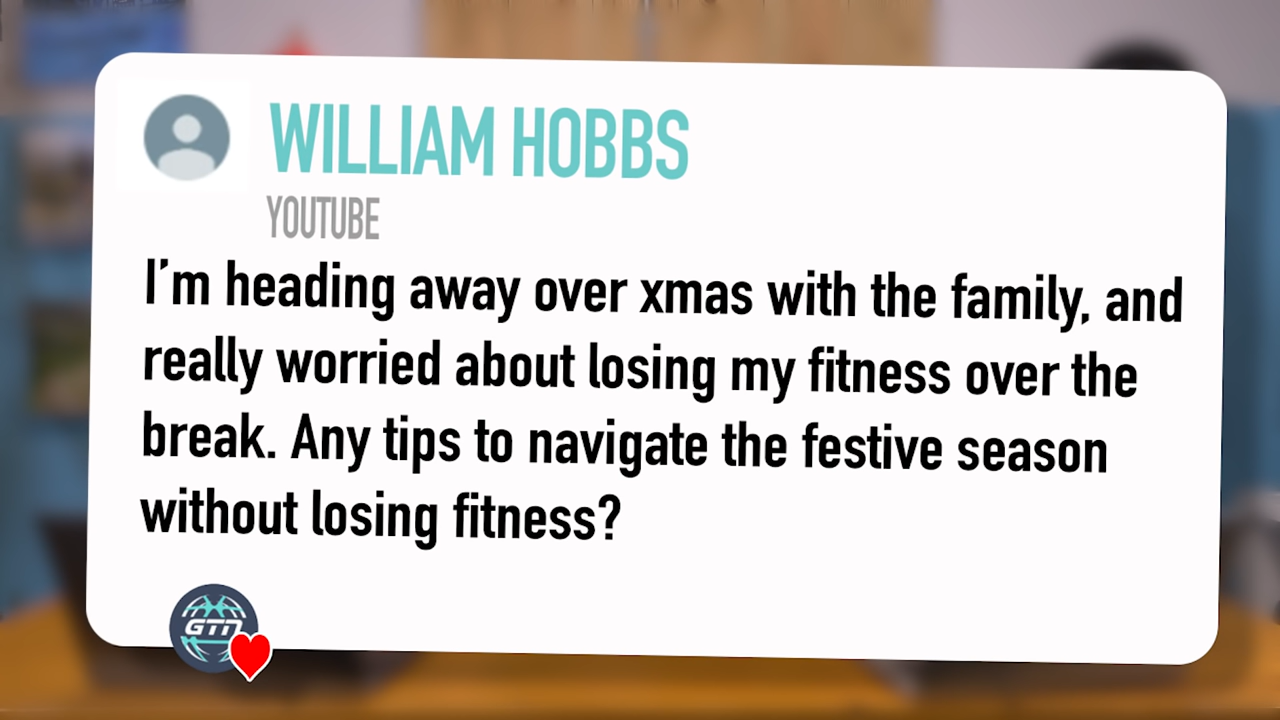 WILLIAM HOBBS
YOUTUBE
I'm heading away over xmas with the family, and
really worried about losing my fitness over the
break. Any tips to navigate the festive season
without losing fitness?
GTN